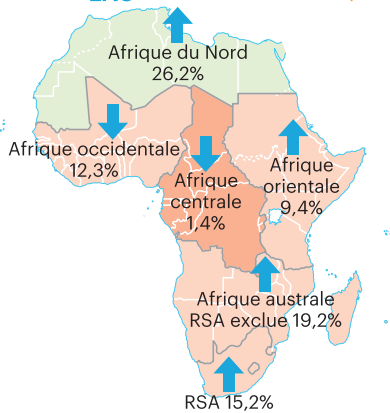 Afrique du Nord
26,2%
Afrique occidentale
12,3%
Afrique
centrale
1,4%
Afrique
orientale
9,4%
Afrique australe
RSA exclue 19,2%
RSA 15,2%